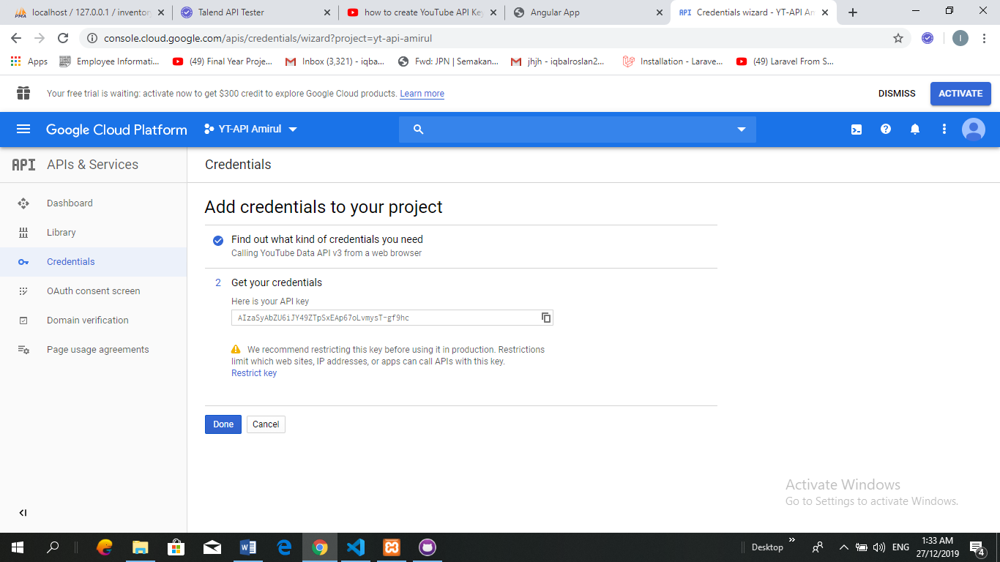 localhost / 127.0.0.1 / inventory
Talend API Tester
how to create YouTube API Key
Angular App
API Credentials wizard - YT-API Am
console.cloud.google.com/apis/credentials/wizard?project=yt-api-amirul
I
Apps
Employee Informati...
(49) Final Year Proje...
Inbox (3,321) - iqba...
Fwd: JPN | Semakan...
jhjh - iqbalroslan2...
Installation - Larave...
(49) Laravel From S...
Your free trial is waiting: activate now to get $300 credit to explore Google Cloud products. Learn more
DISMISS
ACTIVATE
Google Cloud Platform
YT-API Amirul
API APIs & Services
Credentials
Dashboard
Library
Credentials
OAuth consent screen
Domain verification
Page usage agreements
Add credentials to your project
Find out what kind of credentials you need
Calling YouTube Data API v3 from a web browser
2 Get your credentials
Here is your API key
AIzaSyAbZU6iJY49ZTpSxEAp67oLvmysT-gf9hc
We recommend restricting this key before using it in production. Restrictions
limit which web sites, IP addresses, or apps can call APIs with this key.
Restrict key
Done
Cancel
Activate Windows
Go to Settings to activate Windows.
Desktop
ENG
1:33 AM
27/12/2019
4